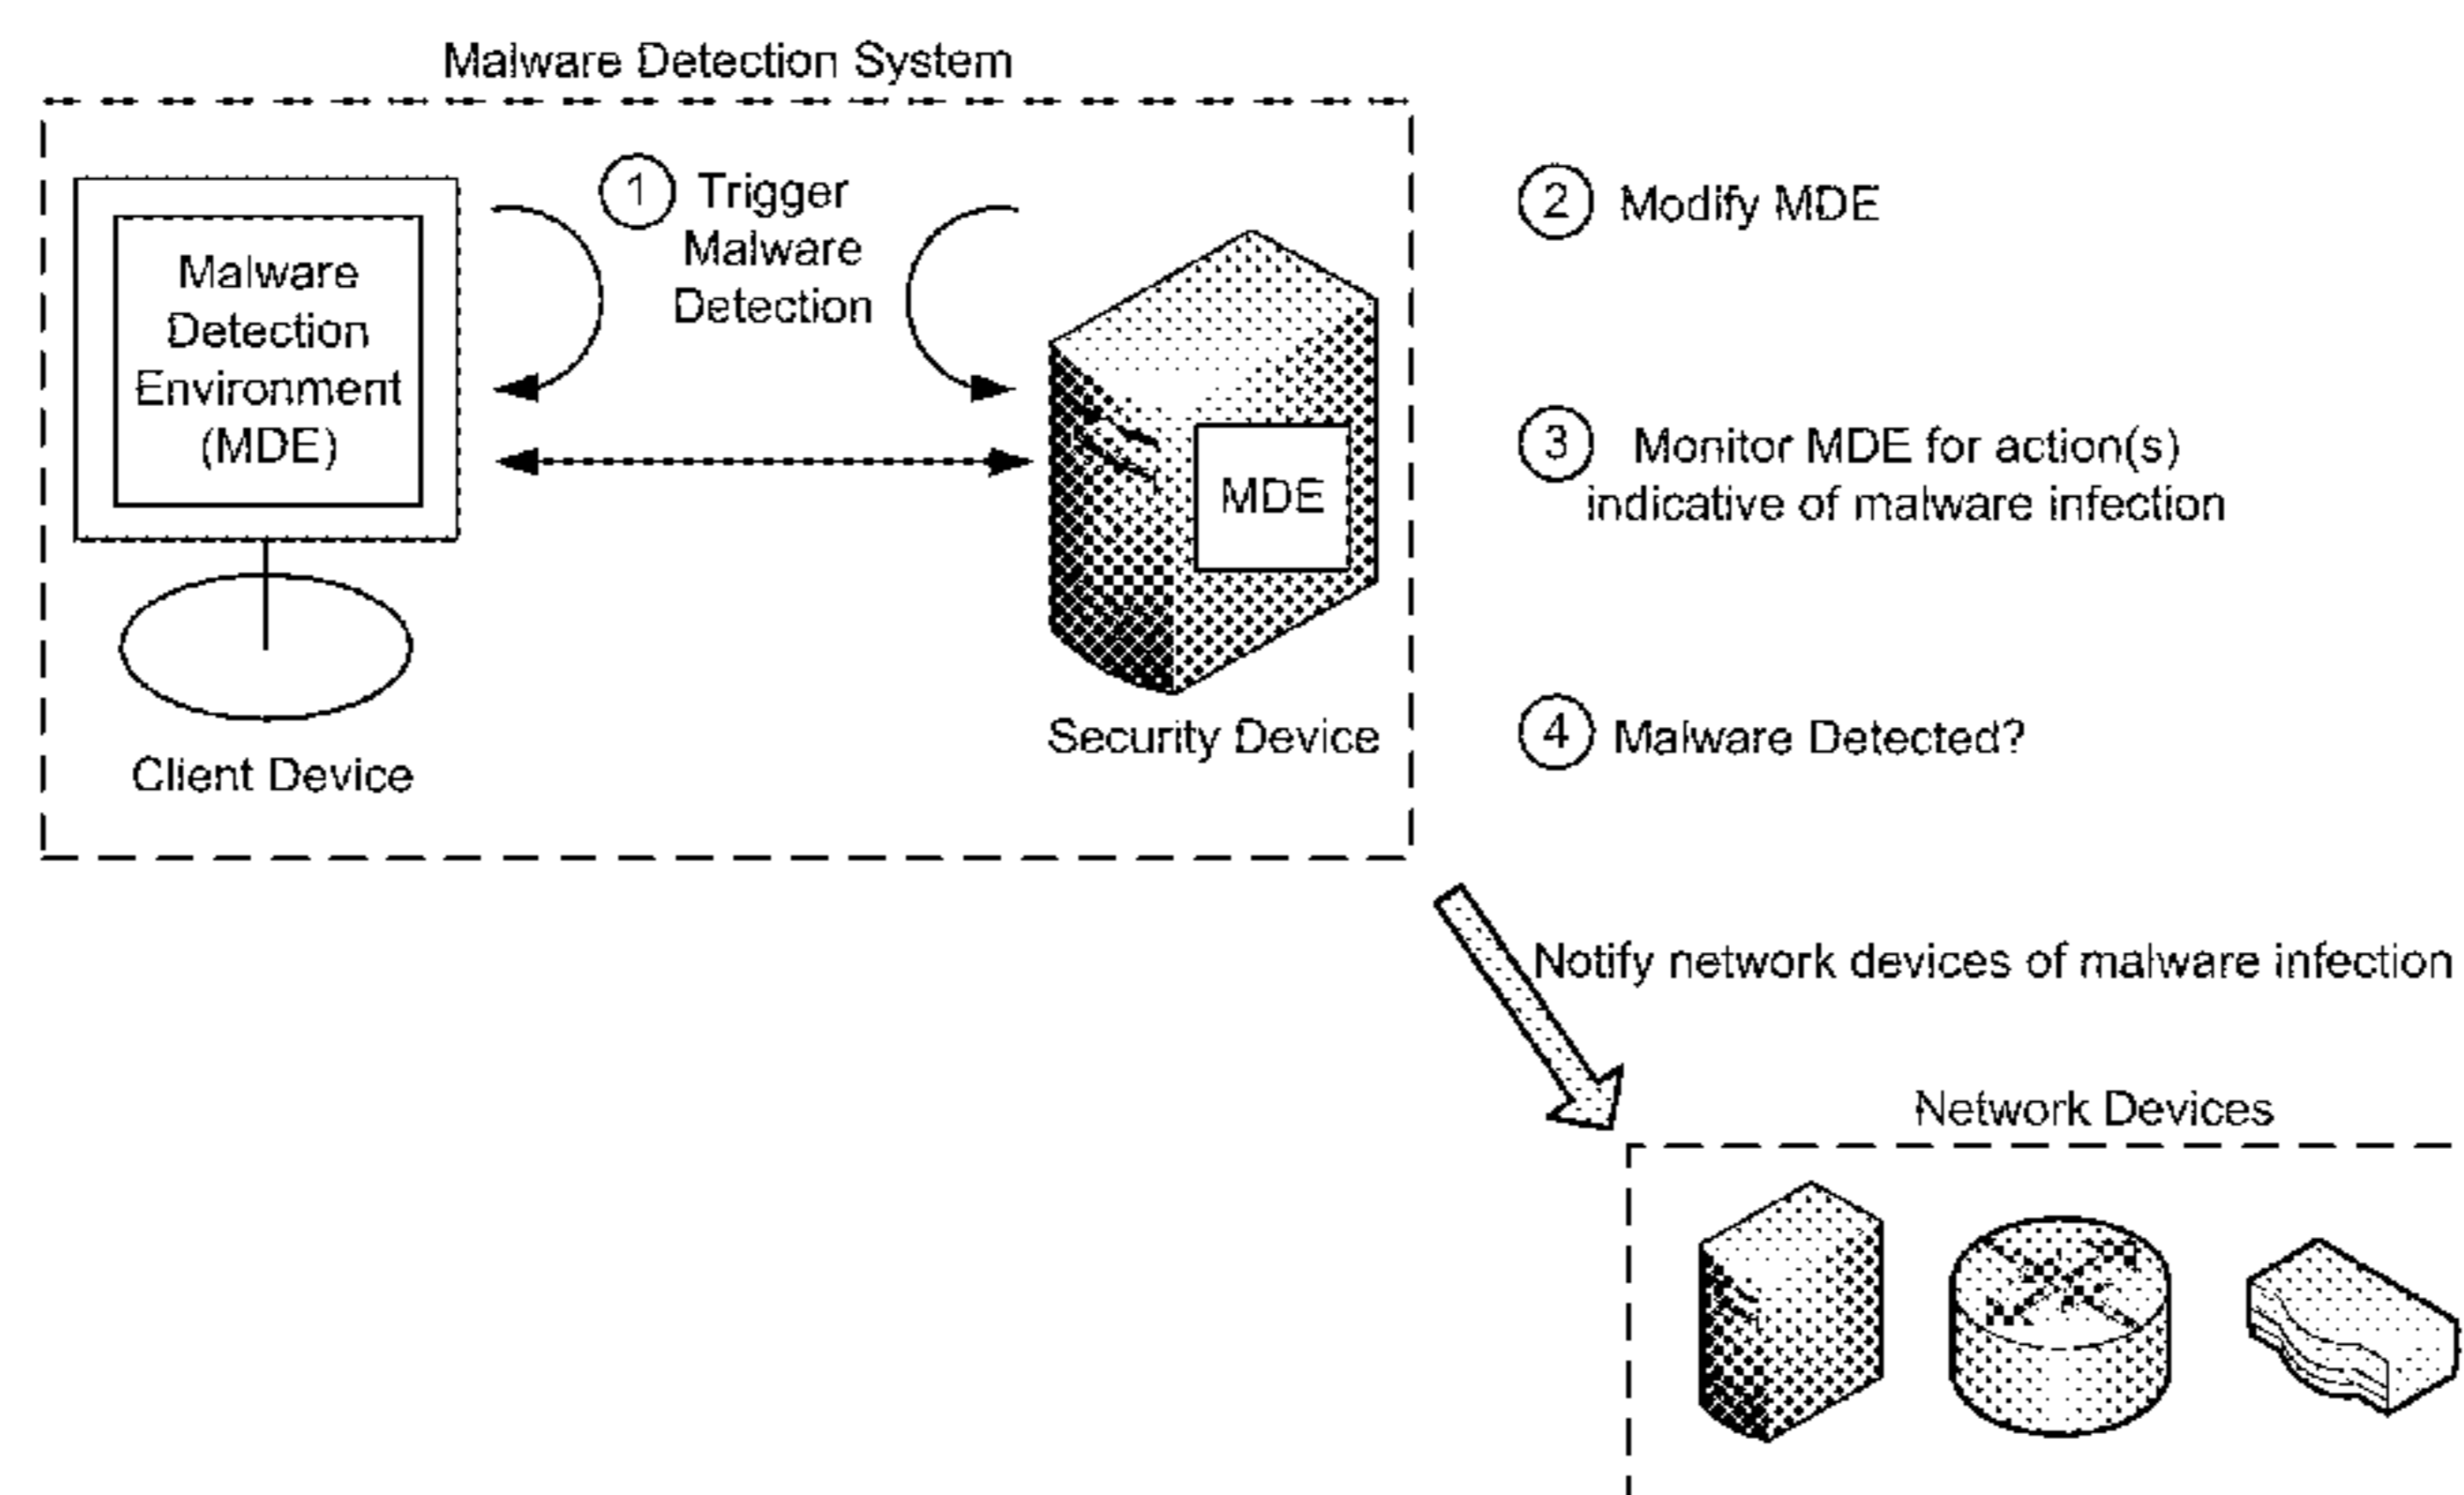 Malware Detection System
Malware
Detection
Environment
(MDE)
Client Device
1 Trigger
Malware
Detection
MDE
Security Device
2 Modify MDE
3 Monitor MDE for action(s)
indicative of malware infection
4 Malware Detected?
Notify network devices of malware infection
Network Devices